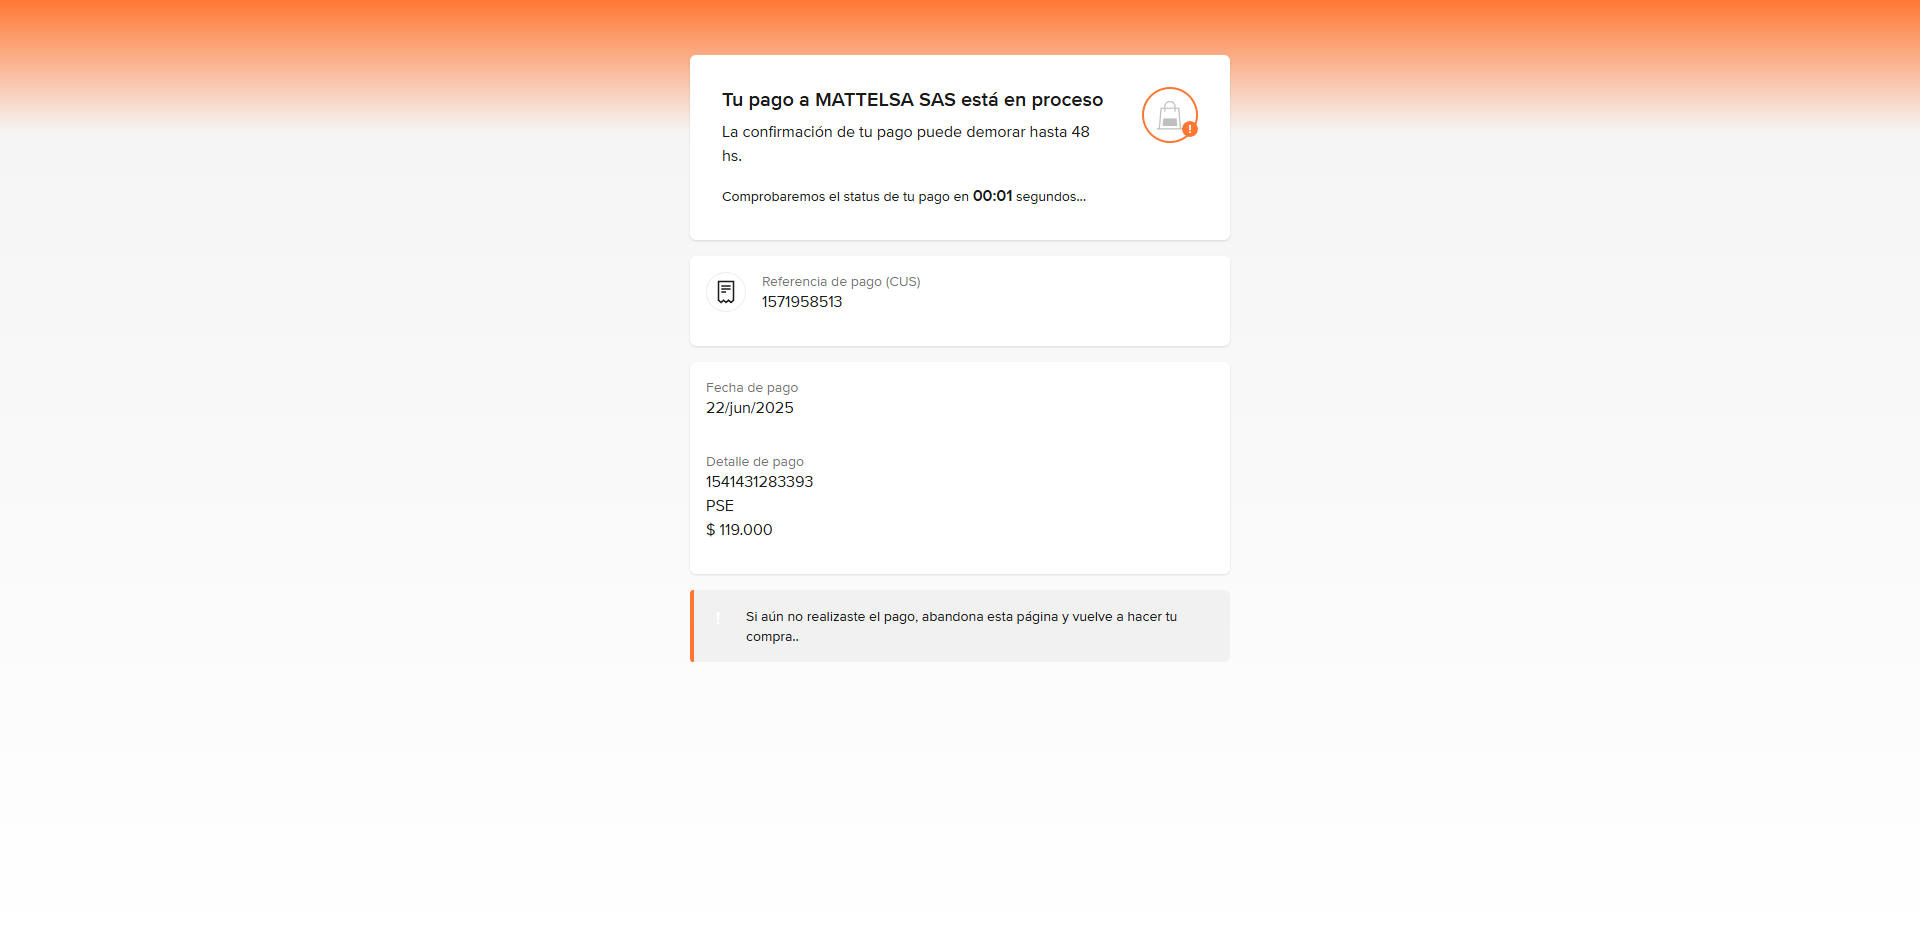 Tu pago a MATTELSA SAS está en proceso
La confirmación de tu pago puede demorar hasta 48
hs.
Comprobaremos el status de tu pago en 00:01 segundos...
Referencia de pago (CUS)
1571958513
Fecha de pago
22/jun/2025
Detalle de pago
1541431283393
PSE
$ 119.000
Si aún no realizaste el pago, abandona esta página y vuelve a hacer tu
compra..